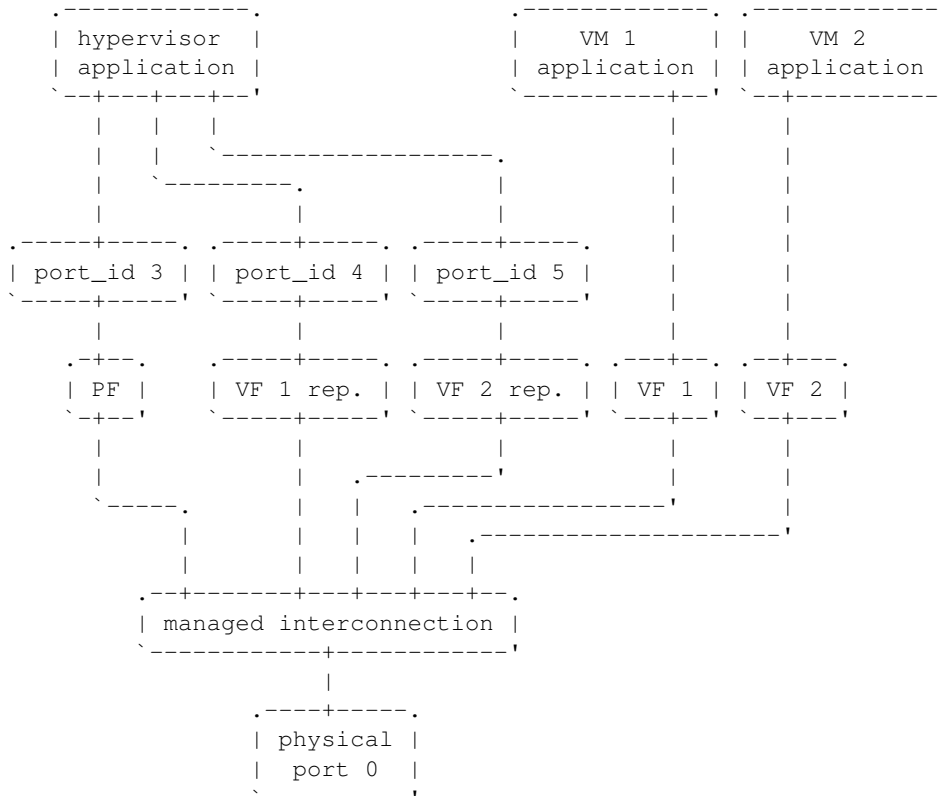 hypervisor VM 1 VM 2
application application application
port_id 3 port_id 4 port_id 5
PF VF 1 rep. VF 2 rep. VF 1 VF 2
managed interconnection
physical
port 0